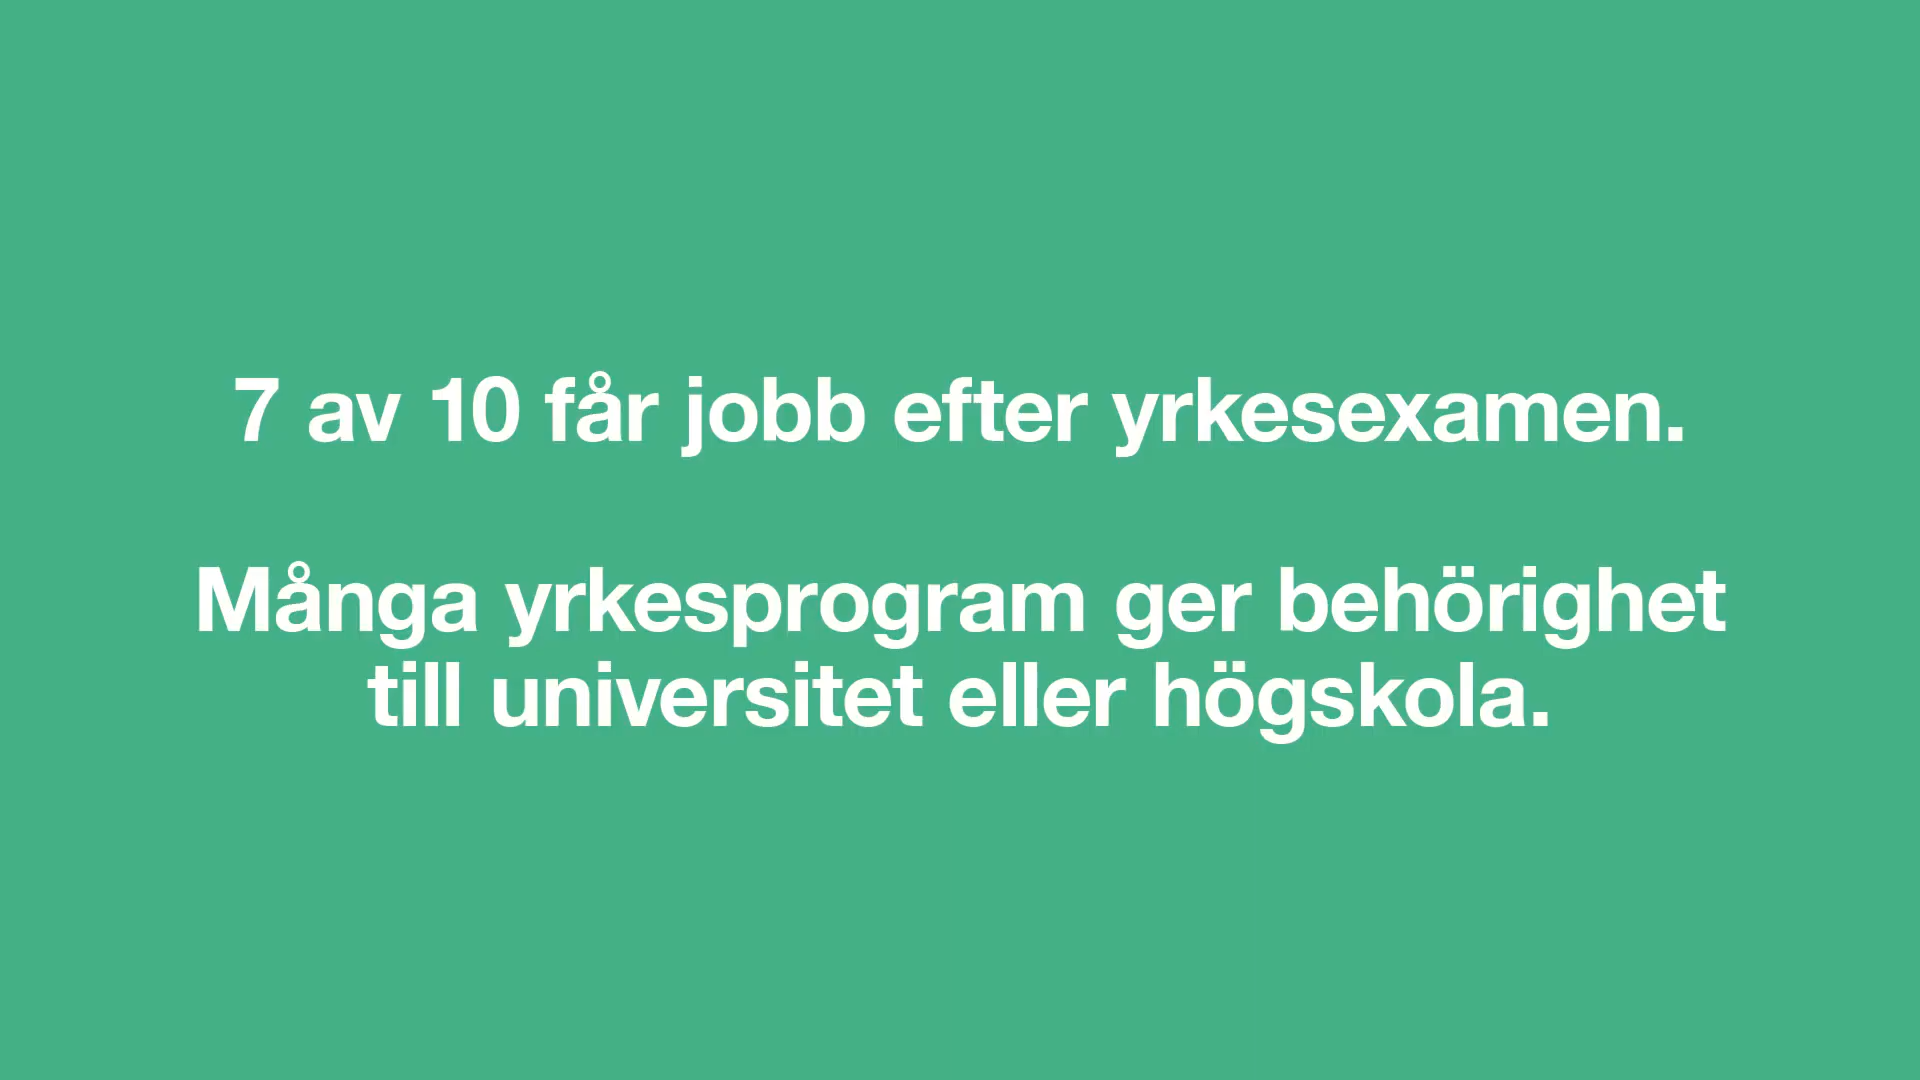 7 av 10 får jobb efter yrkesexamen.
Många yrkesprogram ger behörighet
till universitet eller högskola.